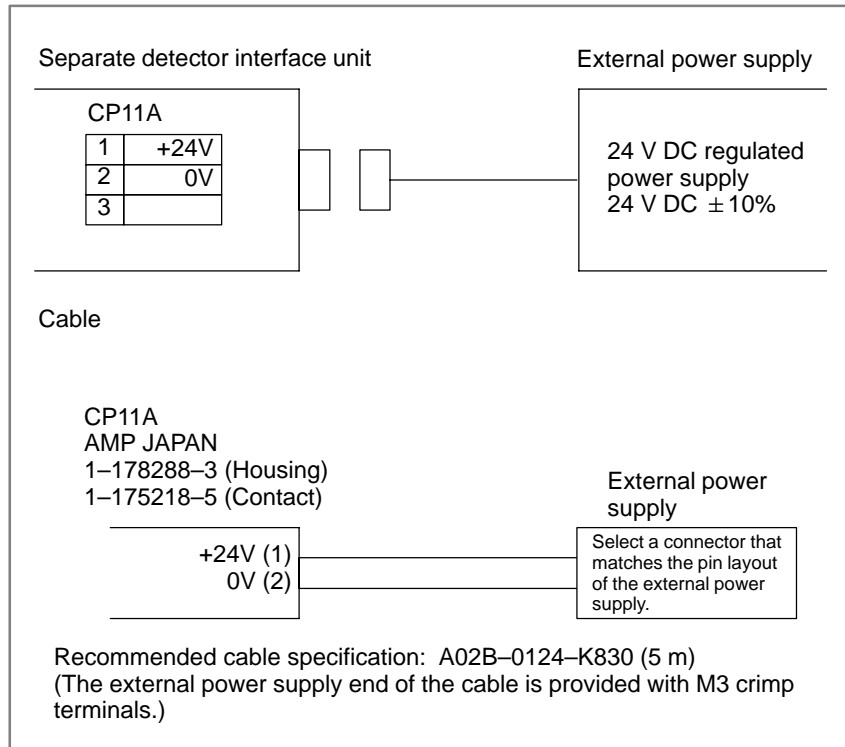 Separate detector interface unit
External power supply
CP11A
1 +24V
2 0V
3
24 V DC regulated
power supply
24 V DC ±10%
Cable
CP11A
AMP JAPAN
1–178288–3 (Housing)
1–175218–5 (Contact)
External power
supply
+24V (1)
0V (2)
Select a connector that
matches the pin layout
of the external power
supply.
Recommended cable specification: A02B–0124–K830 (5 m)
(The external power supply end of the cable is provided with M3 crimp
terminals.)